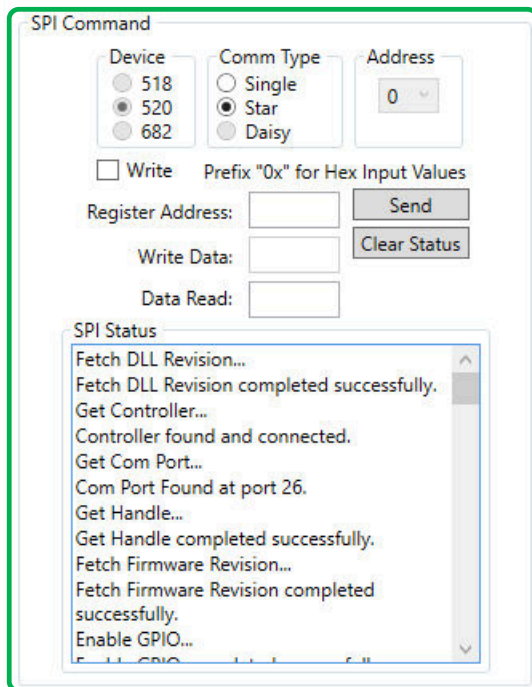 SPI Command
Device
518
520
682
Comm Type
Single
Star
Daisy
Address
0
Write
Prefix "0x" for Hex Input Values
Register Address:
Send
Write Data:
Clear Status
Data Read:
SPI Status
Fetch DLL Revision...
Fetch DLL Revision completed successfully.
Get Controller...
Controller found and connected.
Get Com Port...
Com Port Found at port 26.
Get Handle...
Get Handle completed successfully.
Fetch Firmware Revision...
Fetch Firmware Revision completed
successfully.
Enable GPIO...